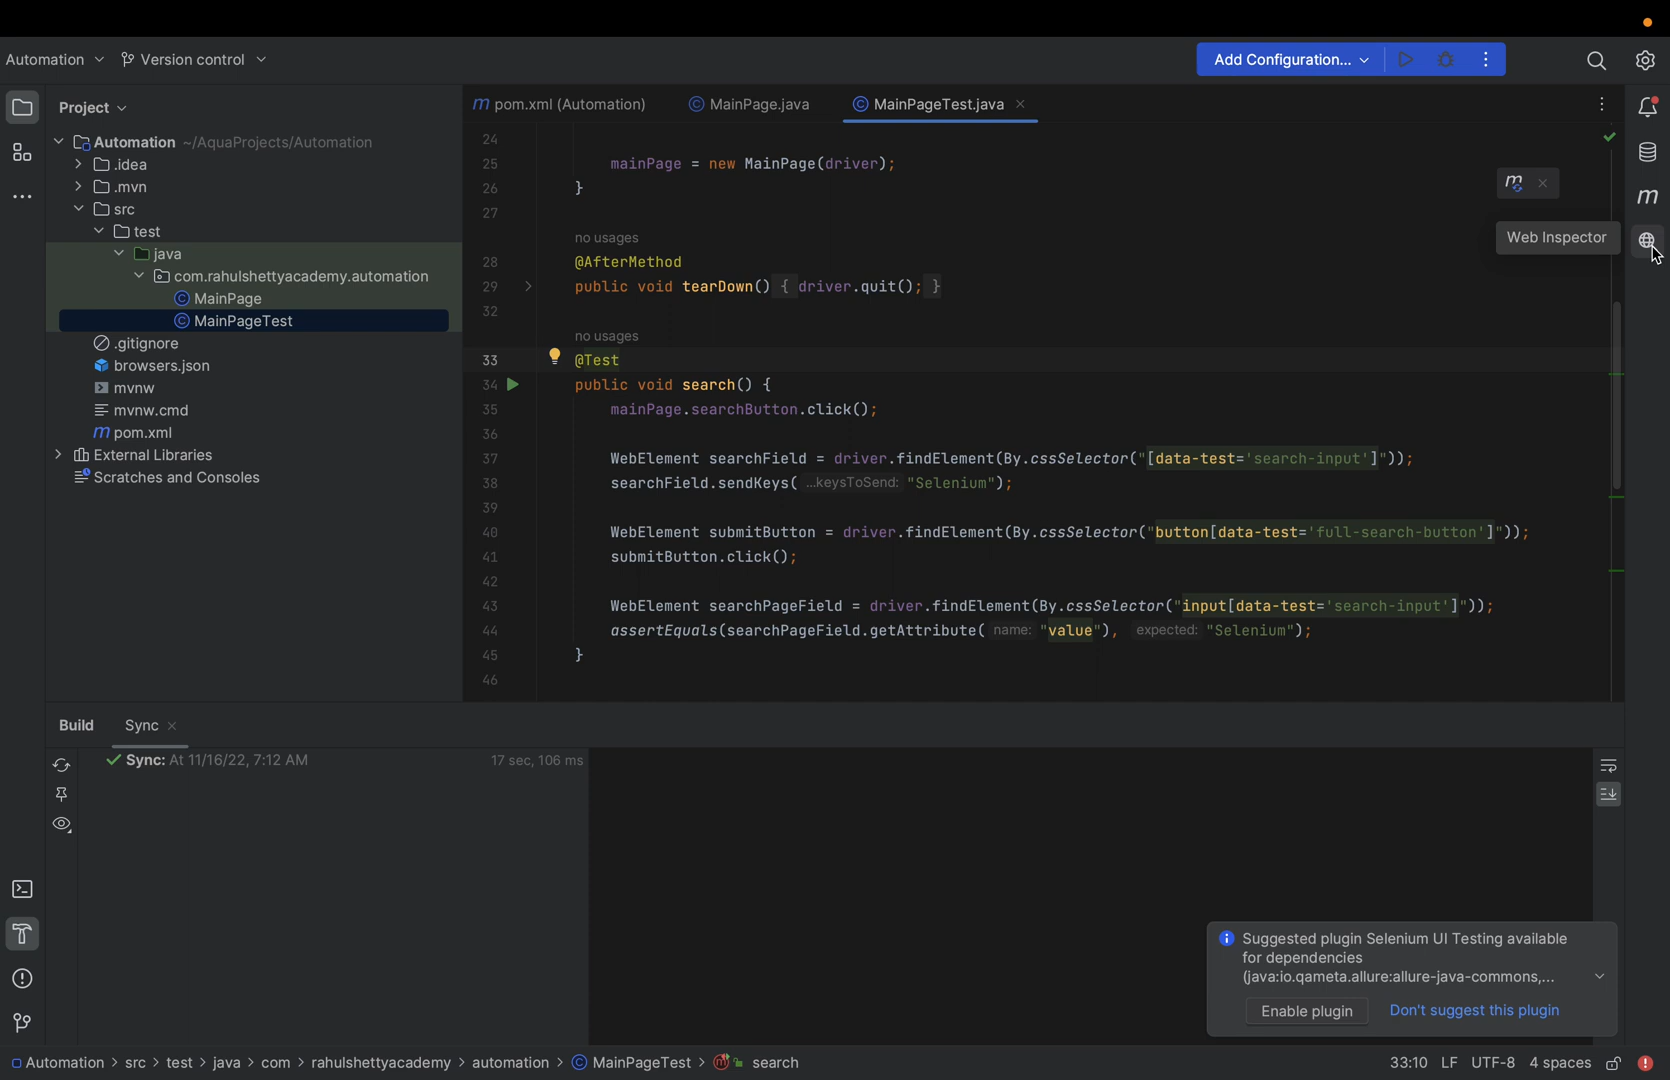 Automation
Version control
Add Configuration...
Project
Automation ~/AquaProjects/Automation
.idea
.mvn
src
test
java
com.rahulshettyacademy.automation
MainPage
MainPageTest
.gitignore
browsers.json
mvnw
mvnw.cmd
pom.xml
External Libraries
Scratches and Consoles
pom.xml (Automation)
MainPage.java
MainPageTest.java
24
25 mainPage = new MainPage(driver);
26 }
27
no usages
28 @AfterMethod
29 public void tearDown() { driver.quit(); }
32
no usages
33 @Test
34 public void search() {
35 mainPage.searchButton.click();
36
37 WebElement searchField = driver.findElement(By.cssSelector("[data-test='search-input']"));
38 searchField.sendKeys( ...keysToSend: "Selenium");
39
40 WebElement submitButton = driver.findElement(By.cssSelector("button[data-test='full-search-button']"));
41 submitButton.click();
42
43 WebElement searchPageField = driver.findElement(By.cssSelector("input[data-test='search-input']"));
44 assertEquals(searchPageField.getAttribute( name: "value"), expected: "Selenium");
45 }
46
m
Web Inspector
m
Build
Sync
Sync: At 11/16/22, 7:12 AM 17 sec, 106 ms
Suggested plugin Selenium UI Testing available
for dependencies
(java:io.qameta.allure:allure-java-commons,...
Enable plugin
Don't suggest this plugin
Automation > src > test > java > com > rahulshettyacademy > automation > MainPageTest > search
33:10 LF UTF-8 4 spaces